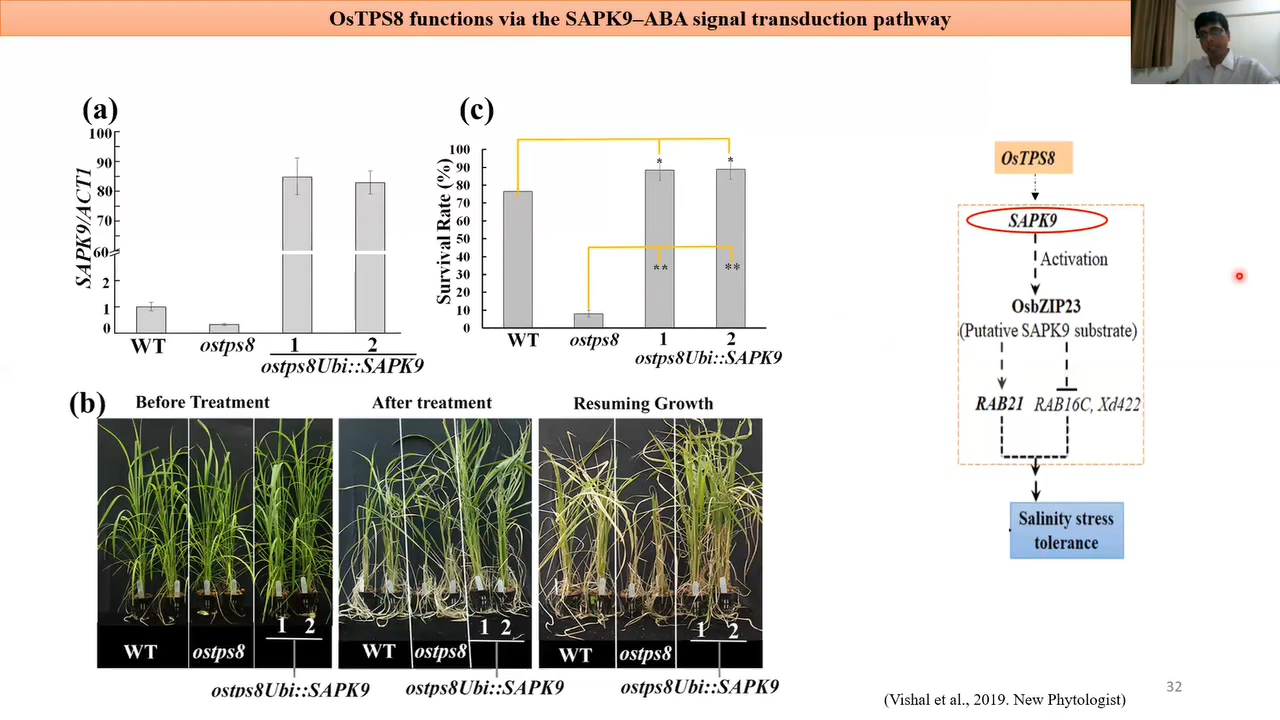 OsTPS8 functions via the SAPK9–ABA signal transduction pathway
(a)
SAPK9/ACT1
100
90
80
70
60
2
1
0
WT
ostps8
1
2
ostps8Ubi::SAPK9
(c)
Survival Rate (%)
100
90
80
70
60
50
40
30
20
10
0
*
*
**
**
WT
ostps8
1
2
ostps8Ubi::SAPK9
(b)
Before Treatment
After treatment
Resuming Growth
1 2
WT
ostps8
ostps8Ubi::SAPK9
1 2
WT
ostps8
ostps8Ubi::SAPK9
1 2
WT
ostps8
ostps8Ubi::SAPK9
OsTPS8
SAPK9
Activation
OsbZIP23
(Putative SAPK9 substrate)
RAB21
RAB16C, Xd422
Salinity stress
tolerance
(Vishal et al., 2019. New Phytologist)
32